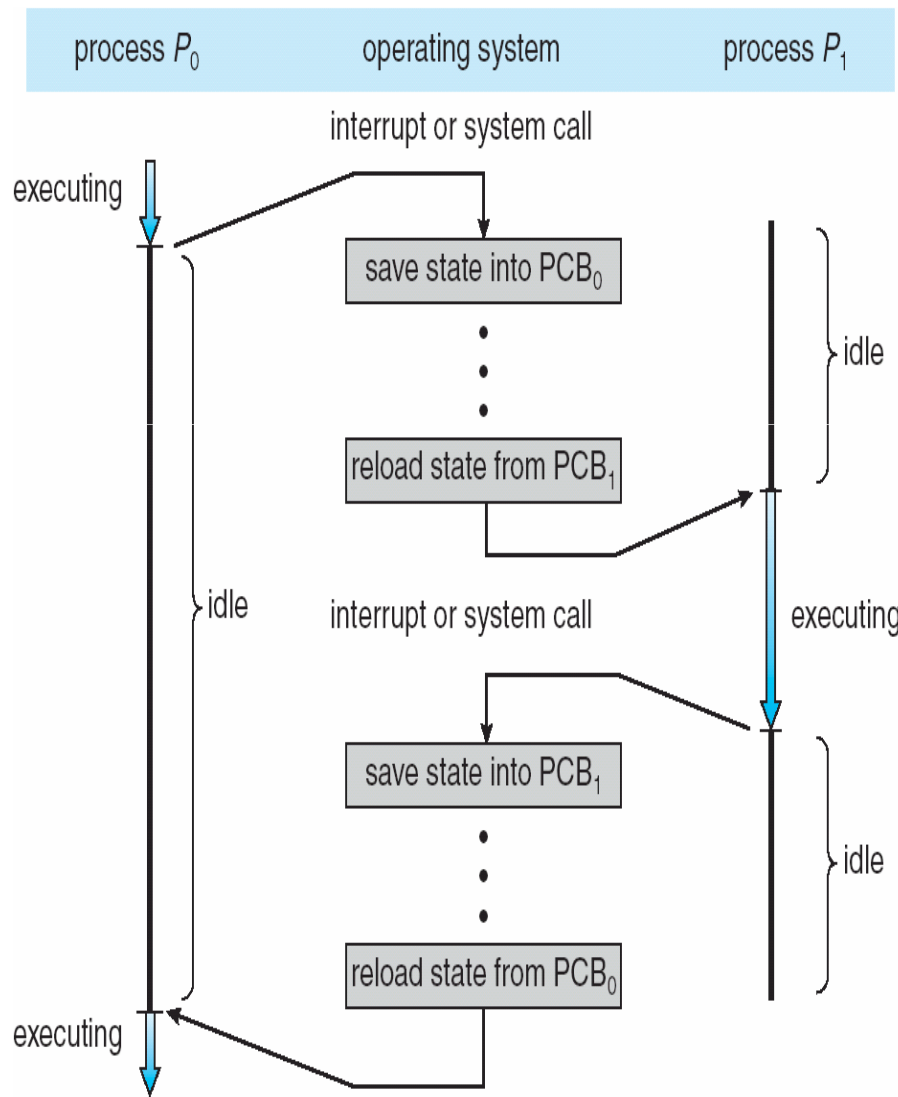 process P₀ operating system process P₁
interrupt or system call
executing
save state into PCB₀
idle
reload state from PCB₁
idle
interrupt or system call
executing
save state into PCB₁
idle
reload state from PCB₀
executing